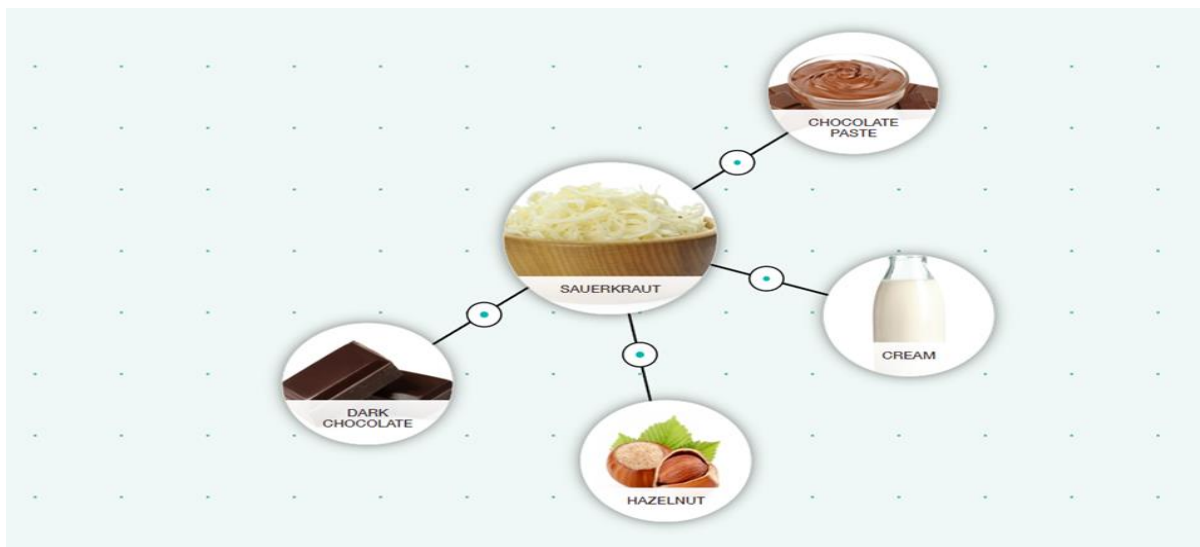 CHOCOLATE
PASTE
SAUERKRAUT
CREAM
DARK
CHOCOLATE
HAZELNUT